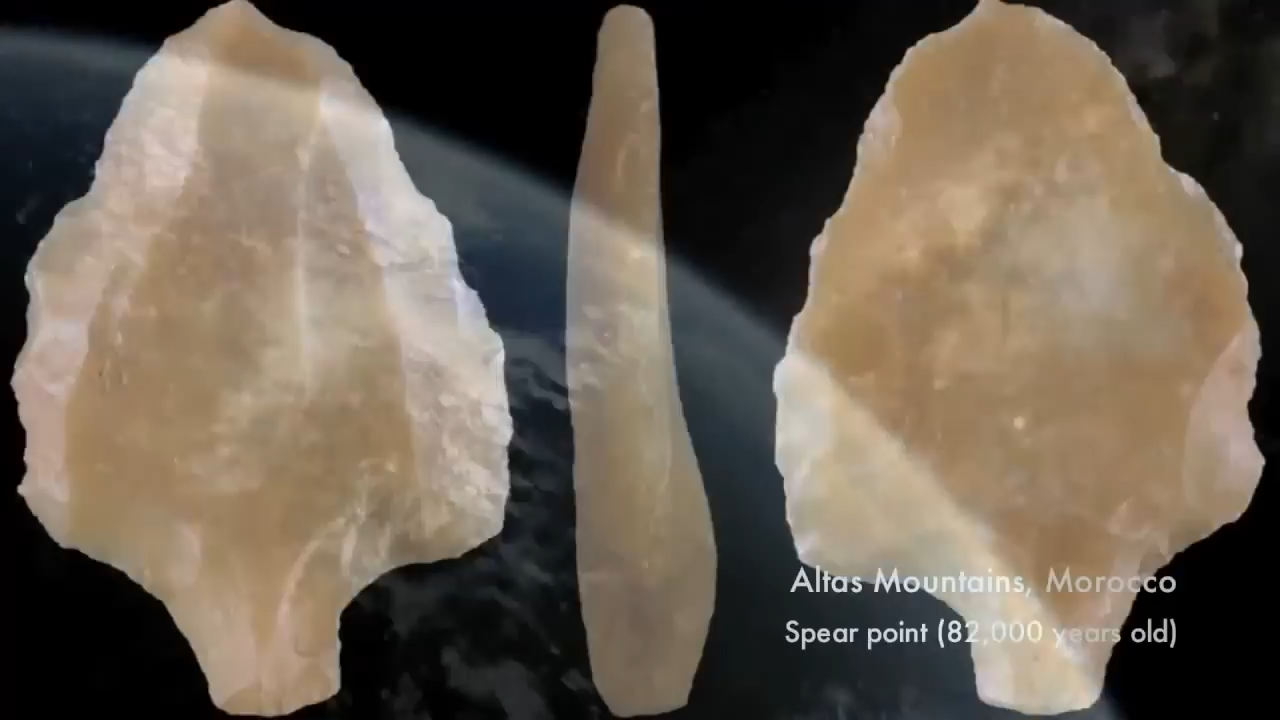 Altas Mountains, Morocco
Spear point (82,000 years old)